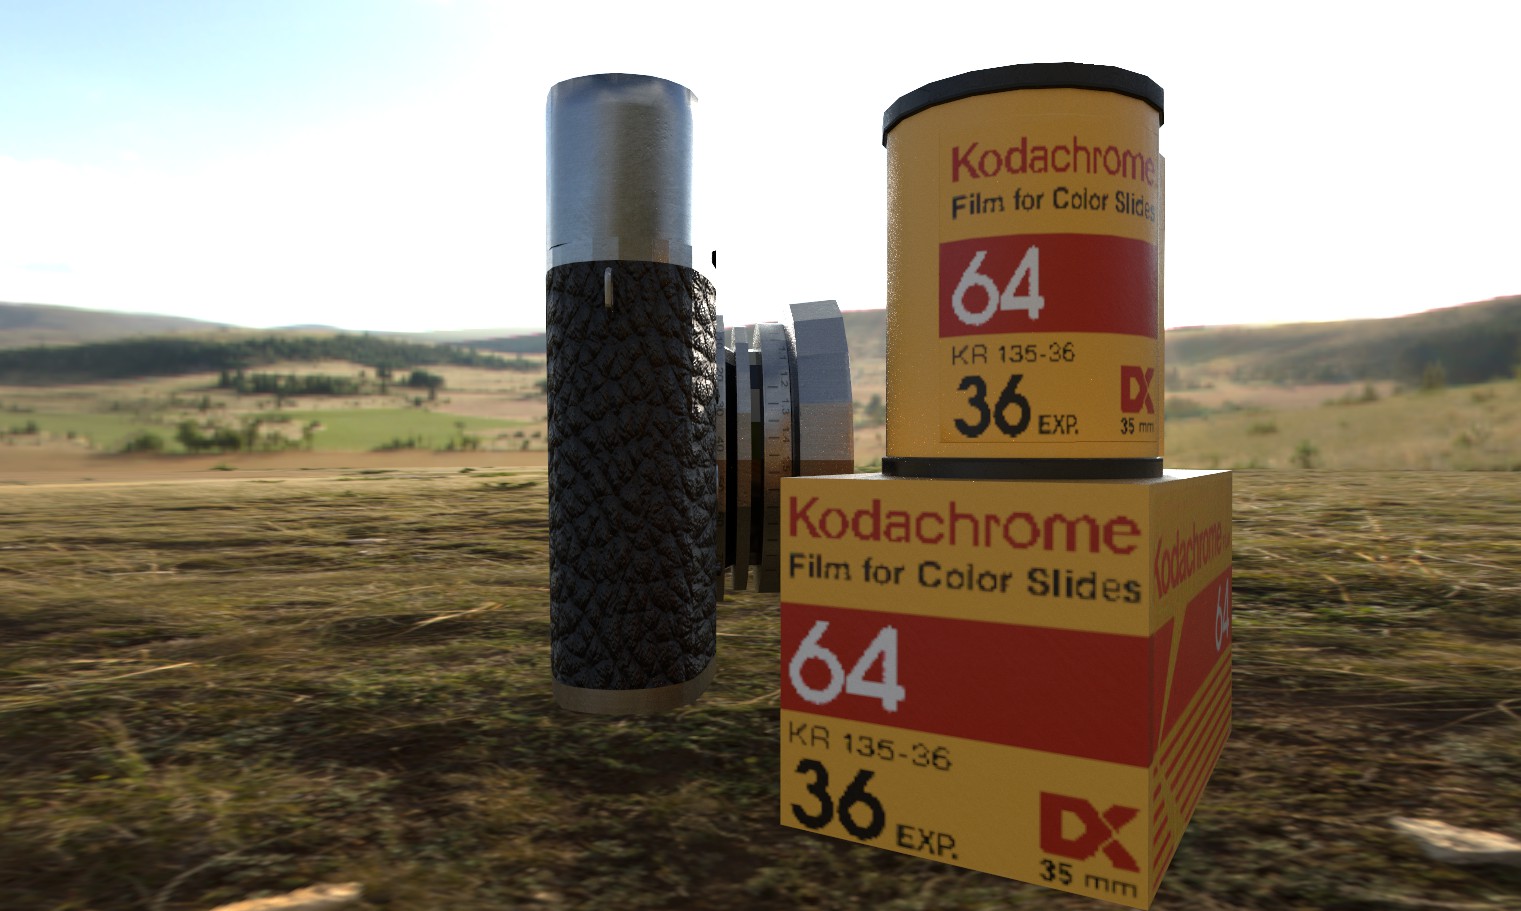 Kodachrome
Film for Color Slides
64
KR 135-36
36 EXP.
DX
35 mm
Kodachrome
Film for Color Slides
64
KR 135-36
36 EXP.
DX
35 mm
Kodachrome
64